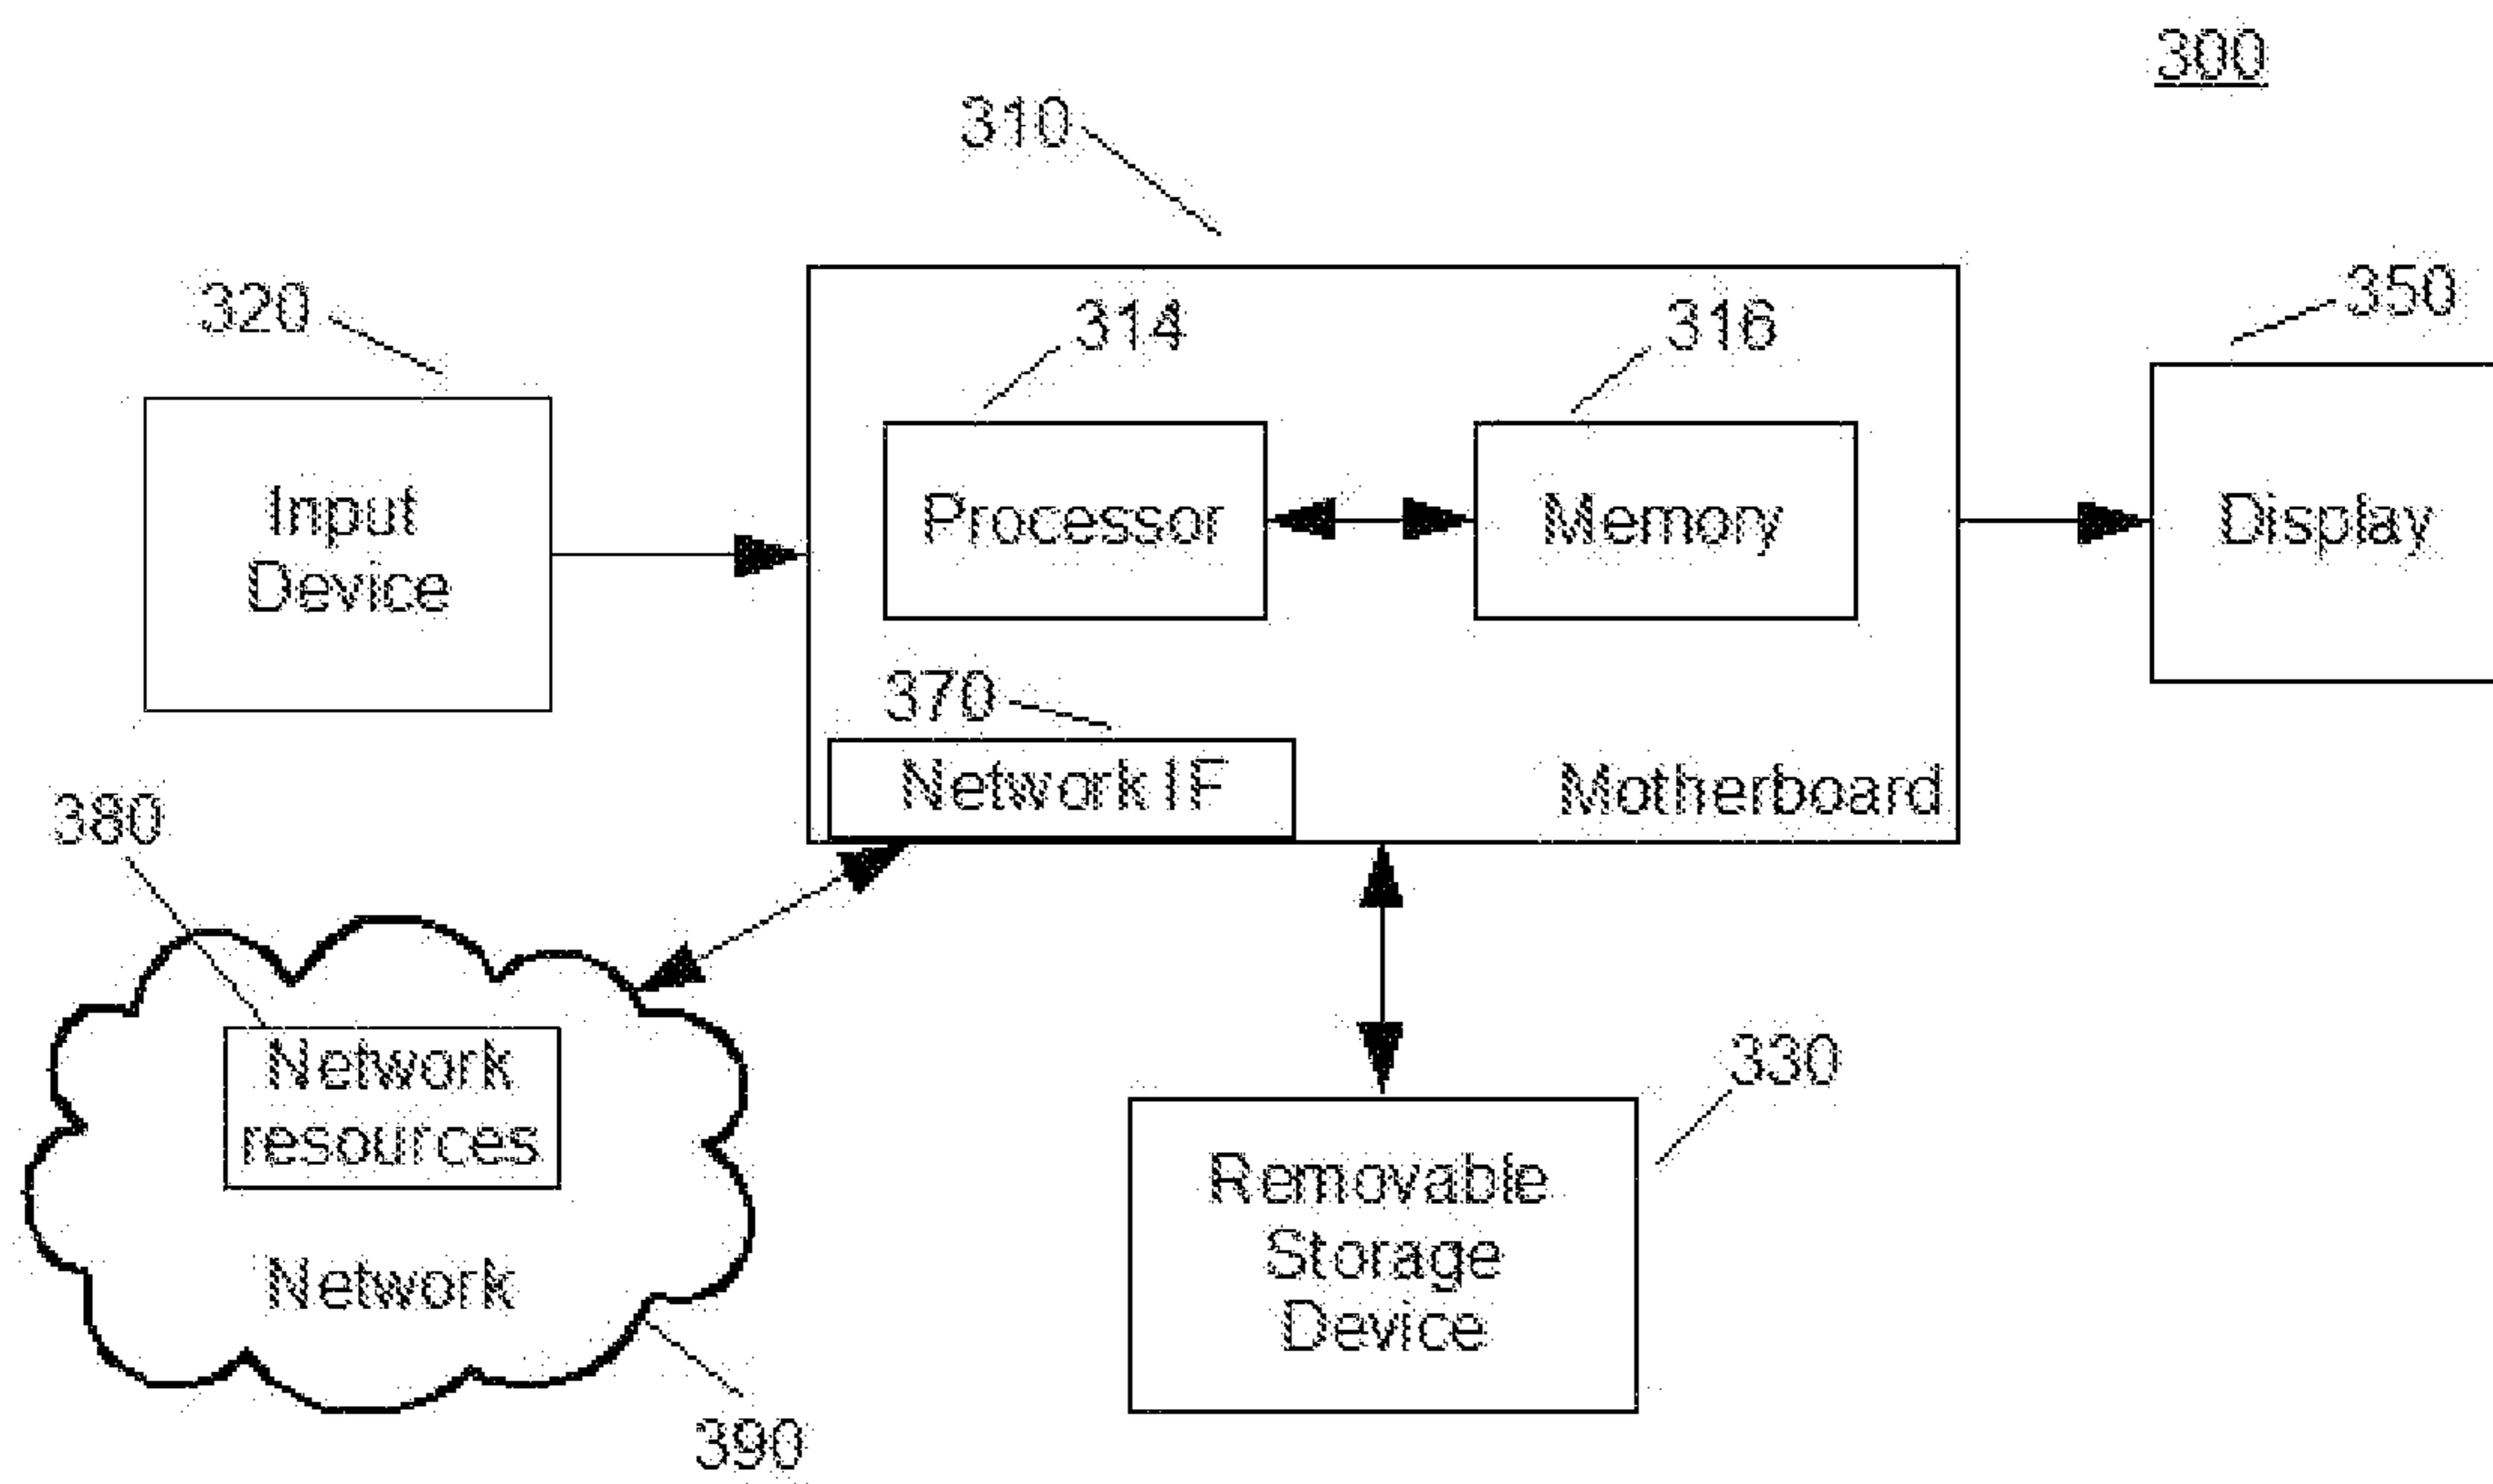 300
310
320
314
316
350
Input
Device
Processor
Memory
Display
370
Network IF
Motherboard
380
Network
resources
Network
390
330
Removable
Storage
Device